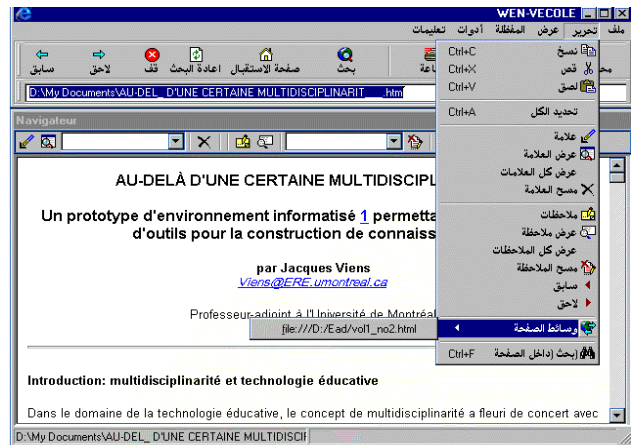 WEN-VECOLE
ملف تحرير عرض المفظلة أدوات تعليمات
سابق لاحق قف اعادة البحث صفحة الاستقبال بحث
D:\My Documents\AU-DEL_ D'UNE CERTAINE MULTIDISCIPLINARIT____.htm
Navigateur
نسخ Ctrl+C
قص Ctrl+X
لصق Ctrl+V
تحديد الكل Ctrl+A
علامة
عرض العلامة
عرض كل العلامات
مسح العلامة
ملاحظات
عرض ملاحظة
عرض كل الملاحظات
مسح الملاحظة
سابق
لاحق
وسائط الصفحة
file:///D:/Ead/vol1_no2.html
بحث (داخل الصفحة) Ctrl+F
AU-DELÀ D'UNE CERTAINE MULTIDISCIPL
Un prototype d'environnement informatisé 1 permetta
d'outils pour la construction de connaiss
par Jacques Viens
Viens@ERE.umontreal.ca
Professeur-adjoint à l'Université de Montréal
Introduction: multidisciplinarité et technologie éducative
Dans le domaine de la technologie éducative, le concept de multidisciplinarité a fleuri de concert avec
D:\My Documents\AU-DEL_ D'UNE CERTAINE MULTIDISCIF